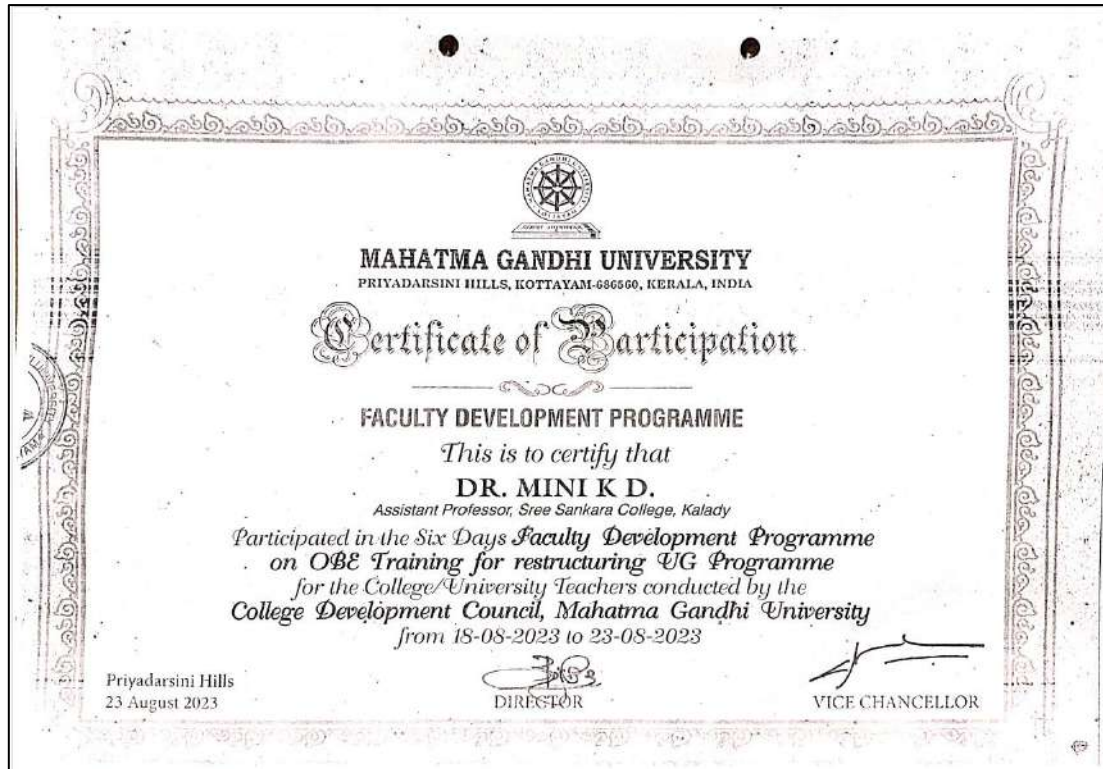 MAHATMA GANDHI UNIVERSITY
PRIYADARSINI HILLS, KOTTAYAM-686560, KERALA, INDIA
Certificate of Participation
FACULTY DEVELOPMENT PROGRAMME
This is to certify that
DR. MINI K D.
Assistant Professor, Sree Sankara College, Kalady
Participated in the Six Days Faculty Development Programme
on OBE Training for restructuring UG Programme
for the College/University Teachers conducted by the
College Development Council, Mahatma Gandhi University
from 18-08-2023 to 23-08-2023
Priyadarsini Hills
23 August 2023
DIRECTOR
VICE CHANCELLOR